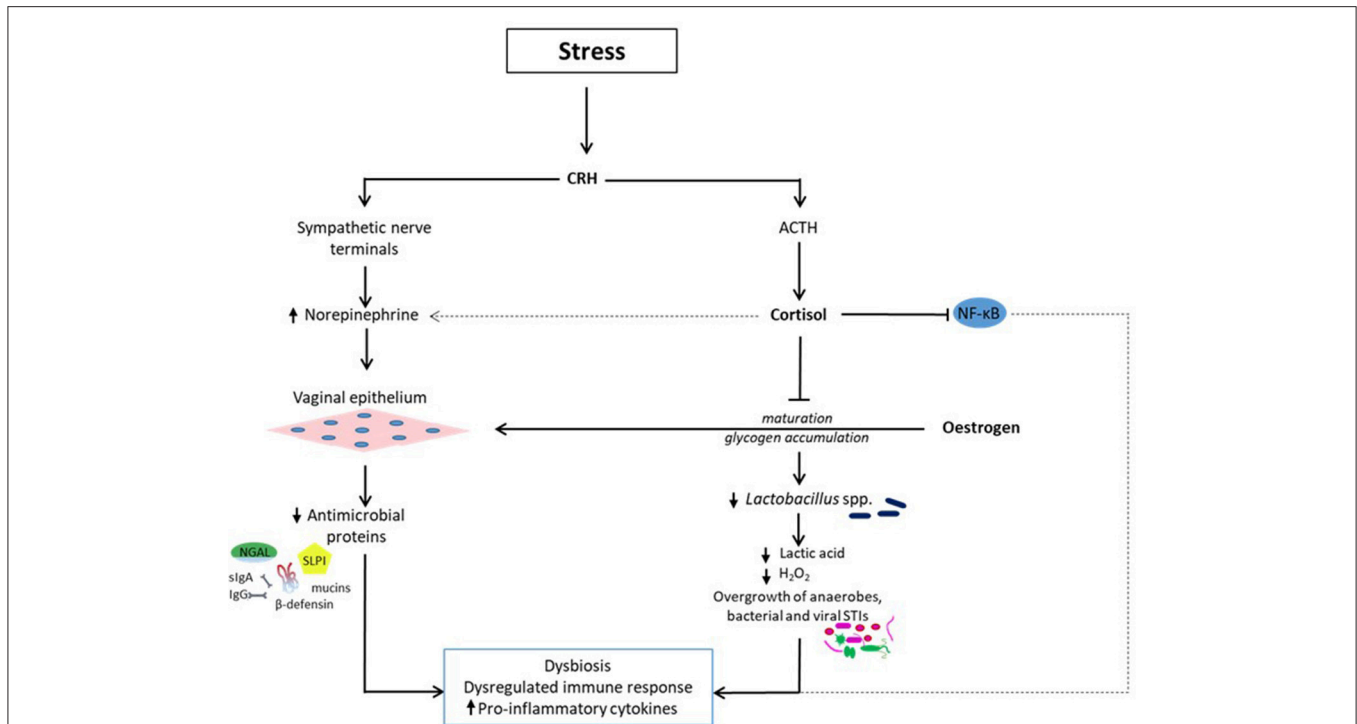 Stress
CRH
Sympathetic nerve
terminals
ACTH
↑ Norepinephrine
Cortisol
NF-κB
Vaginal epithelium
maturation
glycogen accumulation
Oestrogen
↓ Lactobacillus spp.
↓ Antimicrobial
proteins
NGAL
SLPI
sIgA
IgG
mucins
β-defensin
↓ Lactic acid
↓ H₂O₂
Overgrowth of anaerobes,
bacterial and viral STIs
Dysbiosis
Dysregulated immune response
↑ Pro-inflammatory cytokines